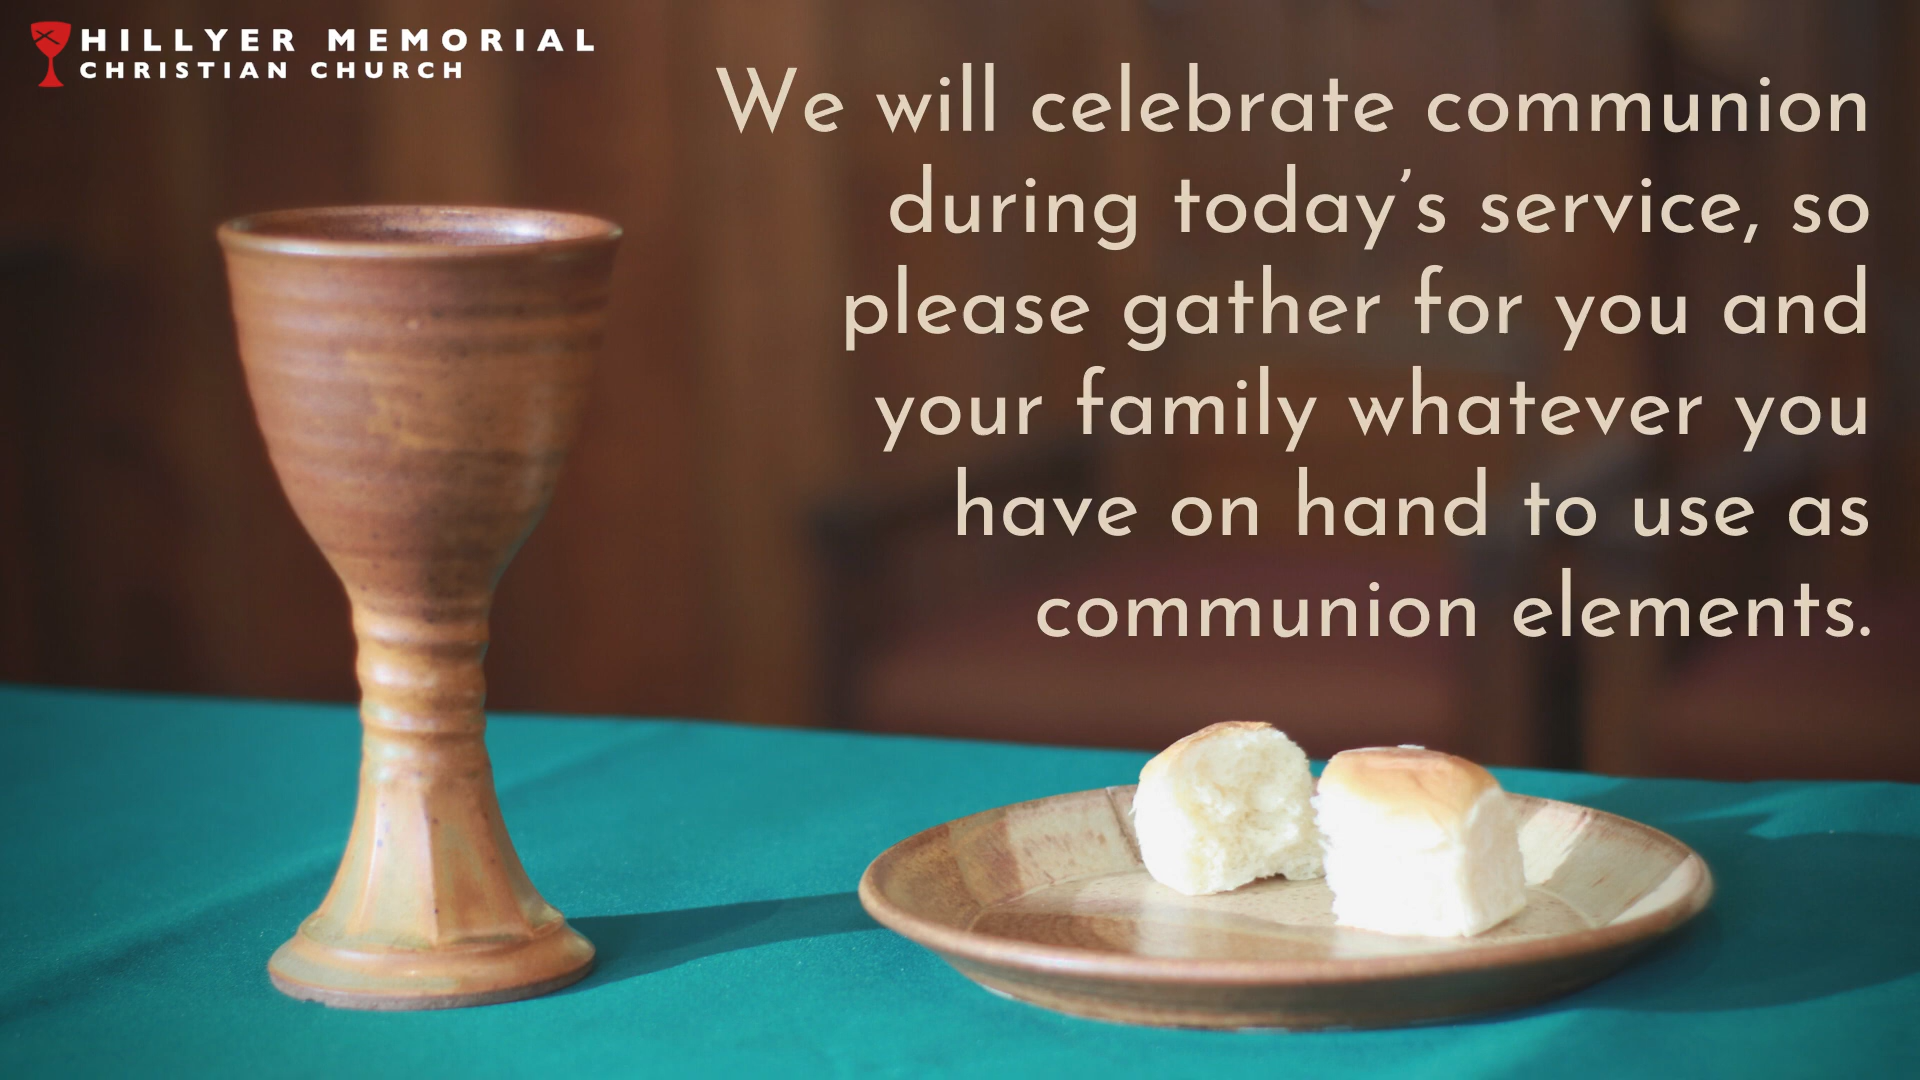 HILLYER MEMORIAL
CHRISTIAN CHURCH
We will celebrate communion
during today’s service, so
please gather for you and
your family whatever you
have on hand to use as
communion elements.